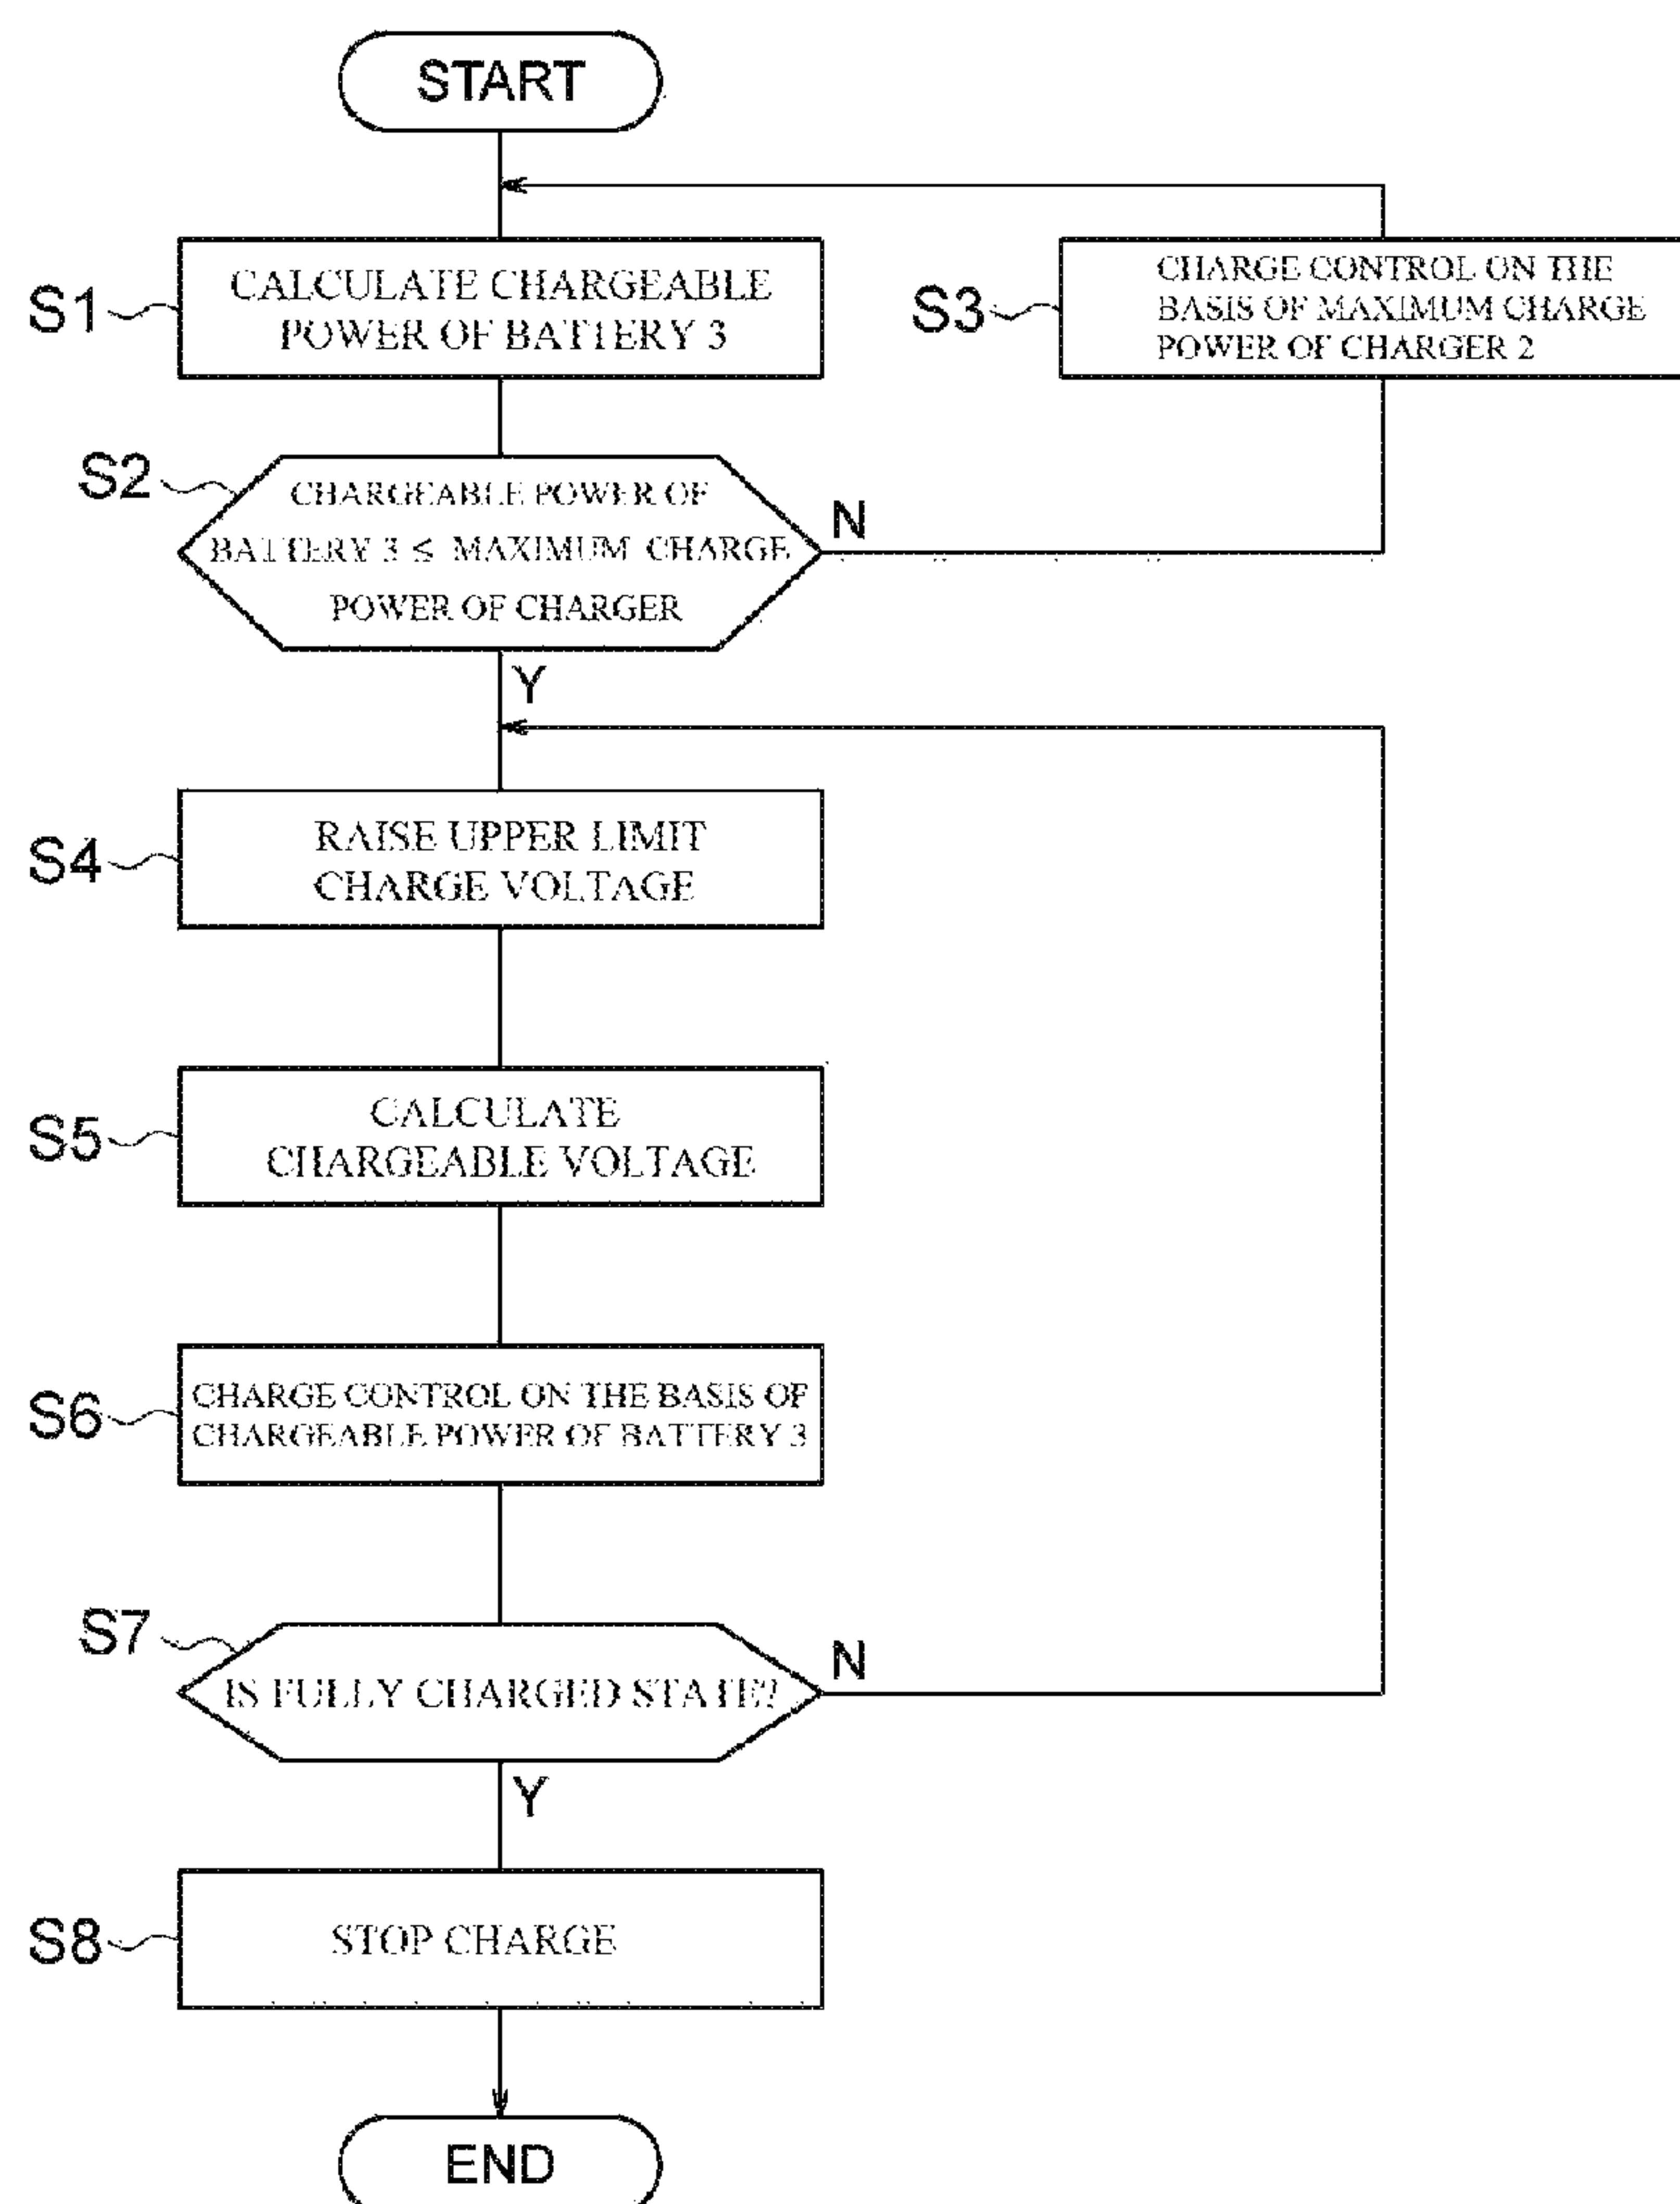 START
S1
CALCULATE CHARGEABLE
POWER OF BATTERY 3
S3
CHARGE CONTROL ON THE
BASIS OF MAXIMUM CHARGE
POWER OF CHARGER 2
S2
CHARGEABLE POWER OF
BATTERY 3 ≤ MAXIMUM CHARGE
POWER OF CHARGER
N
Y
S4
RAISE UPPER LIMIT
CHARGE VOLTAGE
S5
CALCULATE
CHARGEABLE VOLTAGE
S6
CHARGE CONTROL ON THE BASIS OF
CHARGEABLE POWER OF BATTERY 3
S7
IS FULLY CHARGED STATE?
N
Y
S8
STOP CHARGE
END